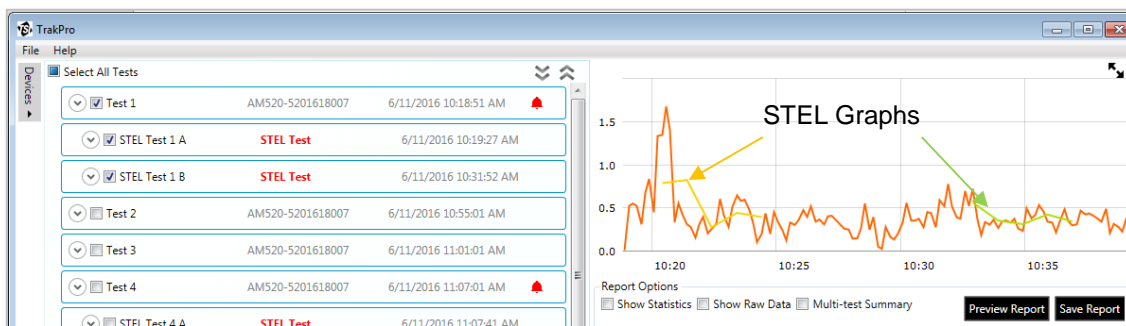 TSI TrakPro
File Help
Devices
Select All Tests
Test 1 AM520-5201618007 6/11/2016 10:18:51 AM
STEL Test 1 A STEL Test 6/11/2016 10:19:27 AM
STEL Test 1 B STEL Test 6/11/2016 10:31:52 AM
Test 2 AM520-5201618007 6/11/2016 10:55:01 AM
Test 3 AM520-5201618007 6/11/2016 11:01:01 AM
Test 4 AM520-5201618007 6/11/2016 11:07:01 AM
STEL Test 4 A STEL Test 6/11/2016 11:07:41 AM
STEL Graphs
1.5
1.0
0.5
0.0
10:20 10:25 10:30 10:35
Report Options
Show Statistics Show Raw Data Multi-test Summary Preview Report Save Report